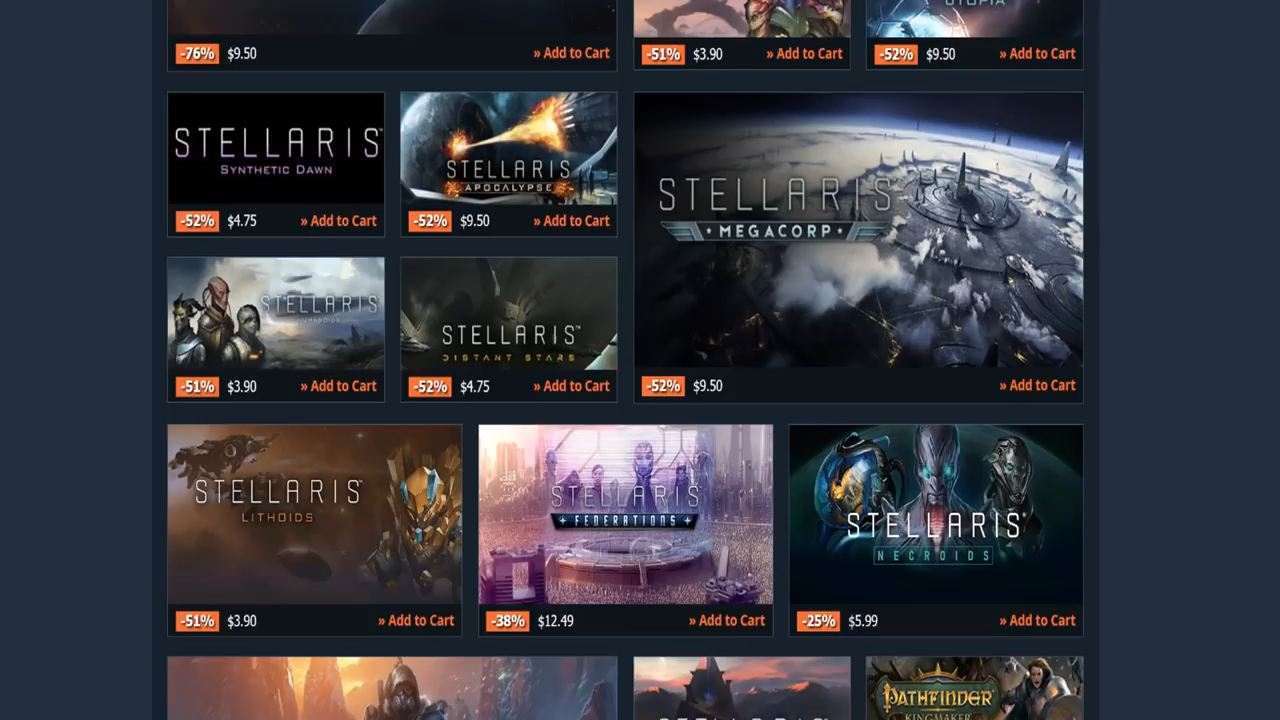 UTOPIA
-76% $9.50 » Add to Cart
-51% $3.90 » Add to Cart
-52% $9.50 » Add to Cart
STELLARIS™
SYNTHETIC DAWN
-52% $4.75 » Add to Cart
STELLARIS
APOCALYPSE
-52% $9.50 » Add to Cart
STELLARIS
MEGACORP
-52% $9.50 » Add to Cart
STELLARIS
HUMANOIDS
-51% $3.90 » Add to Cart
STELLARIS™
DISTANT STARS
-52% $4.75 » Add to Cart
STELLARIS
LITHOIDS
-51% $3.90 » Add to Cart
STELLARIS
FEDERATIONS
-38% $12.49 » Add to Cart
STELLARIS
NECROIDS
-25% $5.99 » Add to Cart
PATHFINDER
KINGMAKER